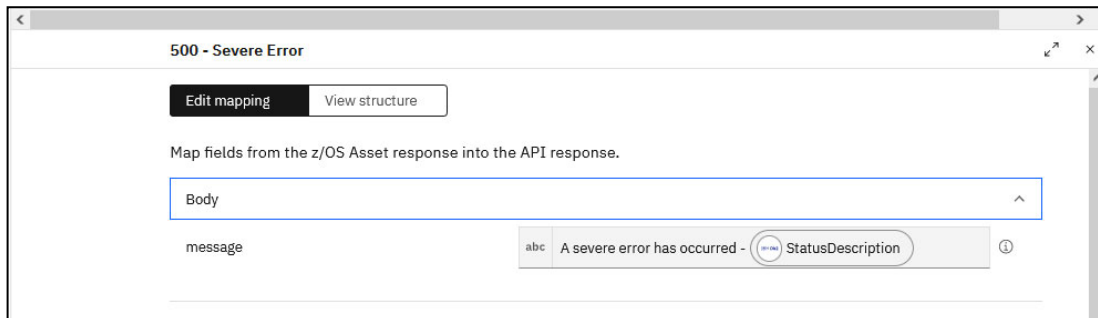 500 - Severe Error
Edit mapping
View structure
Map fields from the z/OS Asset response into the API response.
Body
message
abc
A severe error has occurred -
StatusDescription